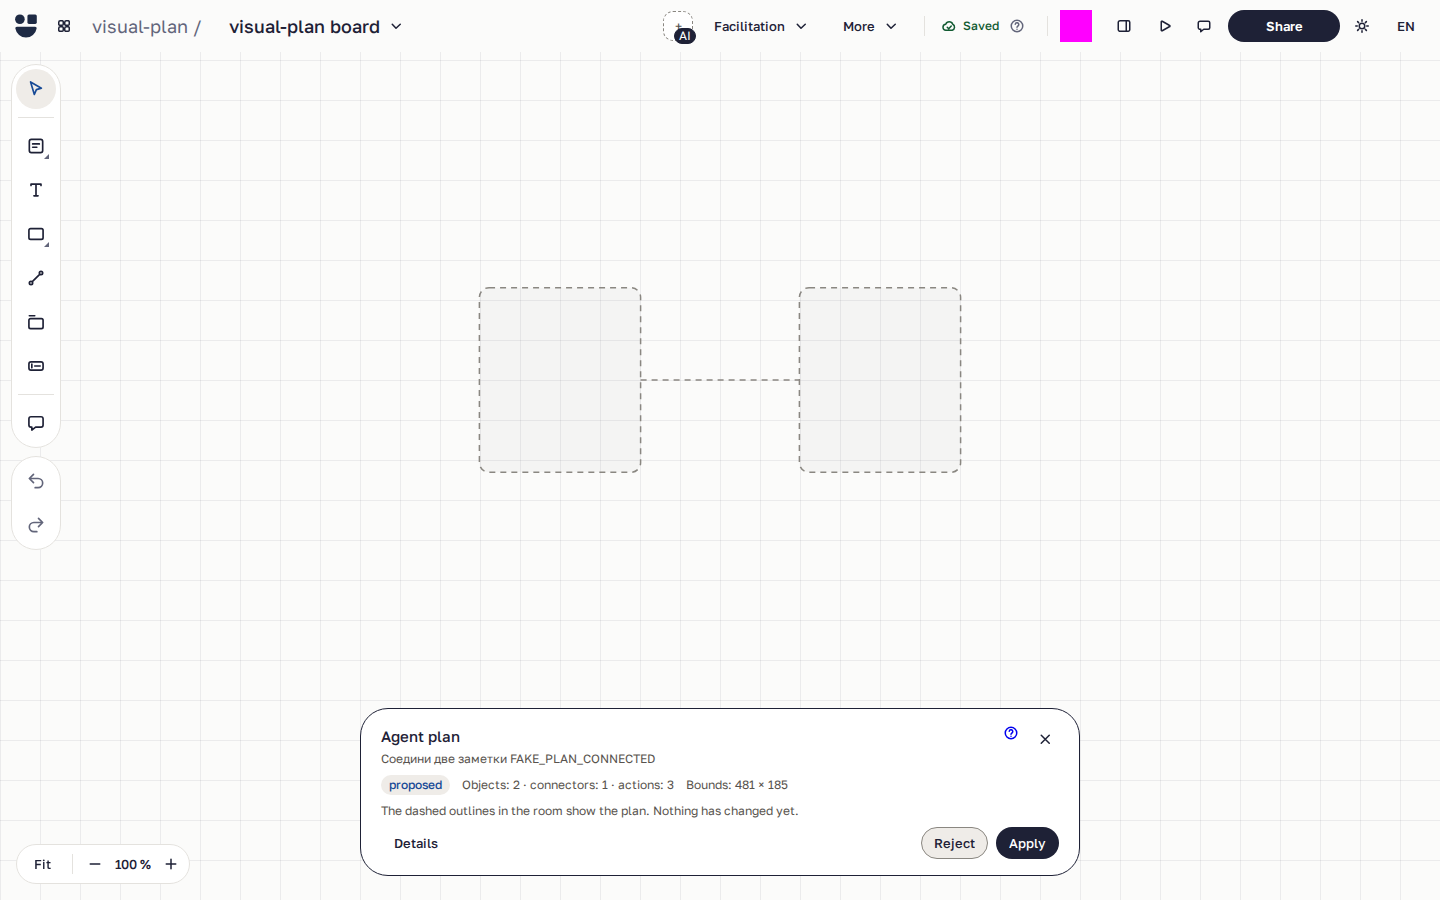 visual-plan / visual-plan board
AI
Facilitation
More
Saved
Share
EN
Agent plan
Соедини две заметки FAKE_PLAN_CONNECTED
proposed Objects: 2 · connectors: 1 · actions: 3 Bounds: 481 × 185
The dashed outlines in the room show the plan. Nothing has changed yet.
Details
Reject
Apply
Fit
100 %